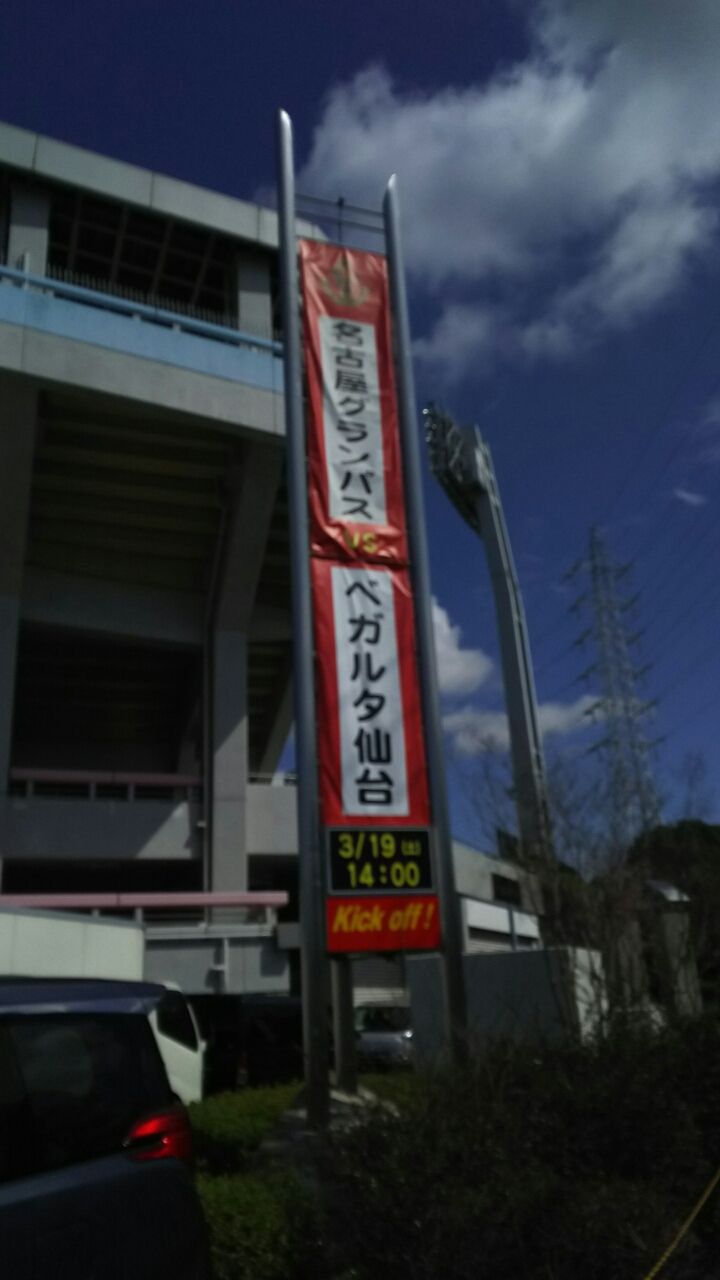 名古屋グランパス
VS
ベガルタ仙台
3/19(土)
14:00
Kick off!